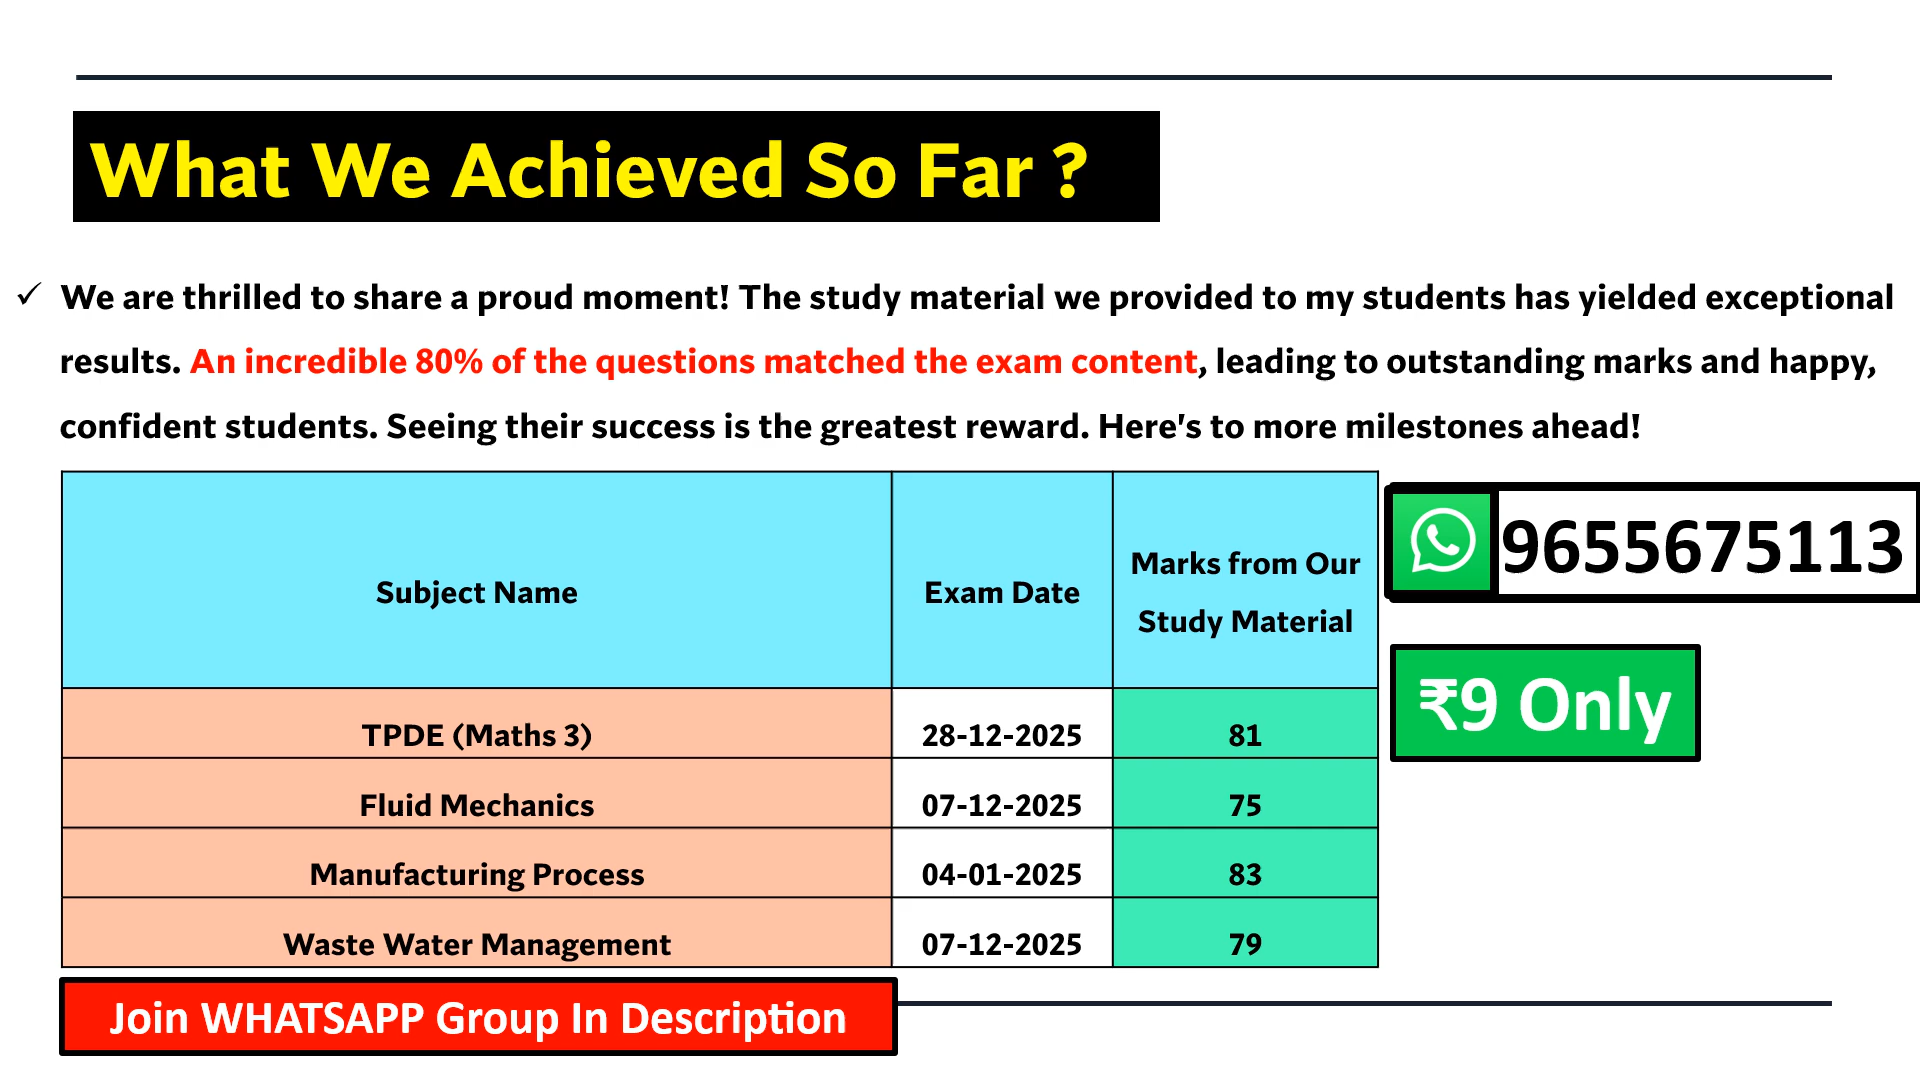 What We Achieved So Far ?
✓ We are thrilled to share a proud moment! The study material we provided to my students has yielded exceptional
results. An incredible 80% of the questions matched the exam content, leading to outstanding marks and happy,
confident students. Seeing their success is the greatest reward. Here's to more milestones ahead!
Subject Name Exam Date Marks from Our
Study Material
TPDE (Maths 3) 28-12-2025 81
Fluid Mechanics 07-12-2025 75
Manufacturing Process 04-01-2025 83
Waste Water Management 07-12-2025 79
9655675113
₹9 Only
Join WHATSAPP Group In Description